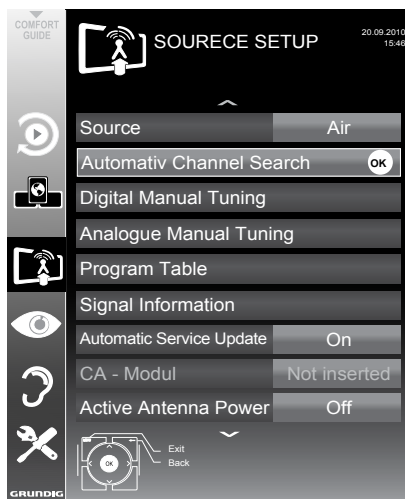 COMFORT
GUIDE
SOURECE SETUP
20.09.2010
15:46
Source Air
Automativ Channel Search OK
Digital Manual Tuning
Analogue Manual Tuning
Program Table
Signal Information
Automatic Service Update On
CA - Modul Not inserted
Active Antenna Power Off
Exit
OK Back
GRUNDIG